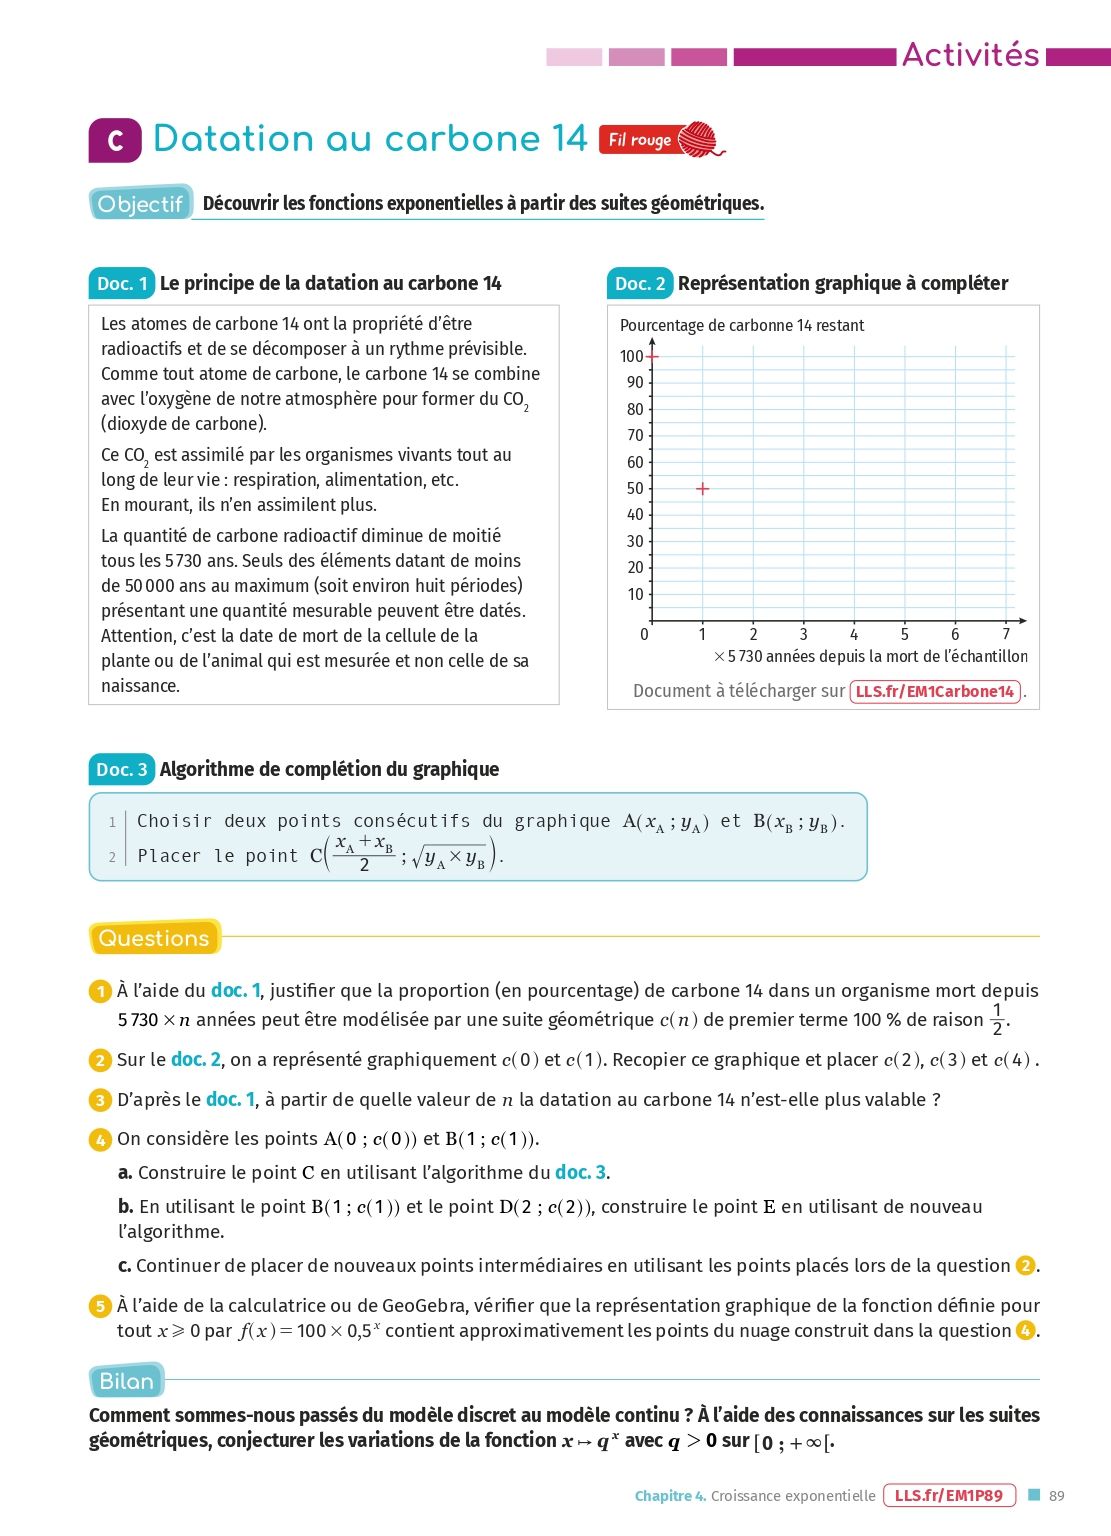 Activités
C Datation au carbone 14 Fil rouge
Objectif Découvrir les fonctions exponentielles à partir des suites géométriques.
Doc. 1 Le principe de la datation au carbone 14
Les atomes de carbone 14 ont la propriété d’être
radioactifs et de se décomposer à un rythme prévisible.
Comme tout atome de carbone, le carbone 14 se combine
avec l’oxygène de notre atmosphère pour former du CO₂
(dioxyde de carbone).
Ce CO₂ est assimilé par les organismes vivants tout au
long de leur vie : respiration, alimentation, etc.
En mourant, ils n’en assimilent plus.
La quantité de carbone radioactif diminue de moitié
tous les 5 730 ans. Seuls des éléments datant de moins
de 50 000 ans au maximum (soit environ huit périodes)
présentant une quantité mesurable peuvent être datés.
Attention, c’est la date de mort de la cellule de la
plante ou de l’animal qui est mesurée et non celle de sa
naissance.
Doc. 2 Représentation graphique à compléter
Pourcentage de carbonne 14 restant
100
90
80
70
60
50
40
30
20
10
0 1 2 3 4 5 6 7
× 5 730 années depuis la mort de l’échantillon
Document à télécharger sur LLS.fr/EM1Carbone14 .
Doc. 3 Algorithme de complétion du graphique
1 Choisir deux points consécutifs du graphique A(x_A ; y_A) et B(x_B ; y_B).
2 Placer le point C((x_A + x_B)/2 ; √(y_A × y_B)).
Questions
1 À l’aide du doc. 1, justifier que la proportion (en pourcentage) de carbone 14 dans un organisme mort depuis
5 730 × n années peut être modélisée par une suite géométrique c(n) de premier terme 100 % de raison 1/2.
2 Sur le doc. 2, on a représenté graphiquement c(0) et c(1). Recopier ce graphique et placer c(2), c(3) et c(4) .
3 D’après le doc. 1, à partir de quelle valeur de n la datation au carbone 14 n’est-elle plus valable ?
4 On considère les points A(0 ; c(0)) et B(1 ; c(1)).
a. Construire le point C en utilisant l’algorithme du doc. 3.
b. En utilisant le point B(1 ; c(1)) et le point D(2 ; c(2)), construire le point E en utilisant de nouveau
l’algorithme.
c. Continuer de placer de nouveaux points intermédiaires en utilisant les points placés lors de la question 2.
5 À l’aide de la calculatrice ou de GeoGebra, vérifier que la représentation graphique de la fonction définie pour
tout x ⩾ 0 par f(x) = 100 × 0,5ˣ contient approximativement les points du nuage construit dans la question 4.
Bilan
Comment sommes-nous passés du modèle discret au modèle continu ? À l’aide des connaissances sur les suites
géométriques, conjecturer les variations de la fonction x ↦ qˣ avec q > 0 sur [0 ; +∞[.
Chapitre 4. Croissance exponentielle LLS.fr/EM1P89 89